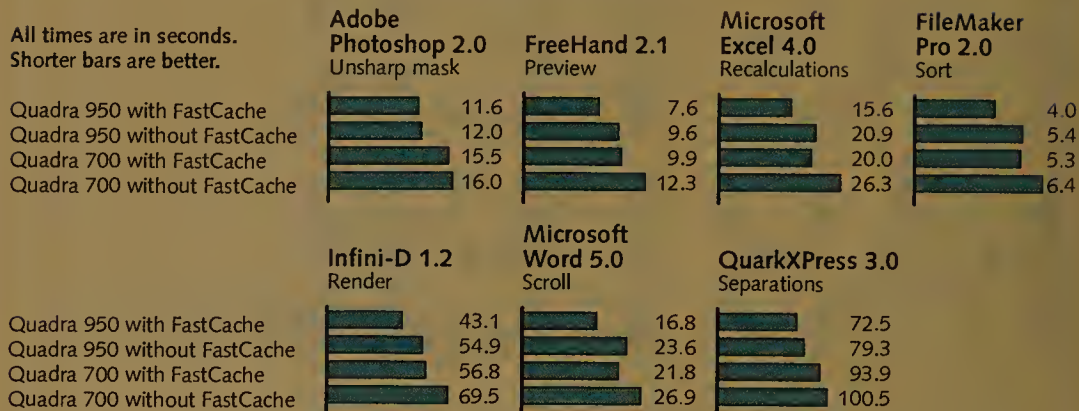 All times are in seconds.
Shorter bars are better.
Adobe
Photoshop 2.0
Unsharp mask
FreeHand 2.1
Preview
Microsoft
Excel 4.0
Recalculations
FileMaker
Pro 2.0
Sort
Quadra 950 with FastCache 11.6 7.6 15.6 4.0
Quadra 950 without FastCache 12.0 9.6 20.9 5.4
Quadra 700 with FastCache 15.5 9.9 20.0 5.3
Quadra 700 without FastCache 16.0 12.3 26.3 6.4
Infini-D 1.2
Render
Microsoft
Word 5.0
Scroll
QuarkXPress 3.0
Separations
Quadra 950 with FastCache 43.1 16.8 72.5
Quadra 950 without FastCache 54.9 23.6 79.3
Quadra 700 with FastCache 56.8 21.8 93.9
Quadra 700 without FastCache 69.5 26.9 100.5